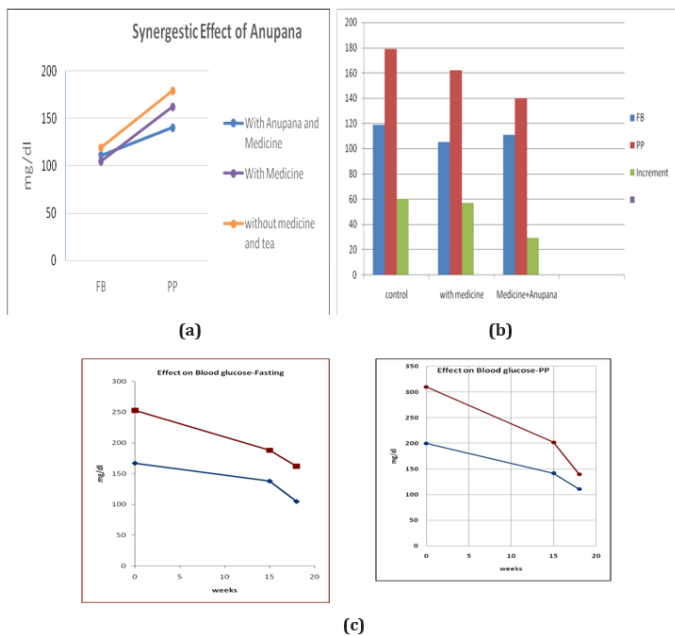 Synergestic Effect of Anupana
200
150
100
50
0
mg/dl
FB
PP
With Anupana and
Medicine
With Medicine
without medicine
and tea
(a)
200
180
160
140
120
100
80
60
40
20
0
control
with medicine
Medicine+Anupana
FB
PP
Increment
(b)
Effect on Blood glucose-Fasting
300
250
200
150
100
50
0
mg/dl
0 5 10 15 20
weeks
Effect on Blood glucose-PP
350
300
250
200
150
100
50
0
mg/dl
0 5 10 15 20
weeks
(c)